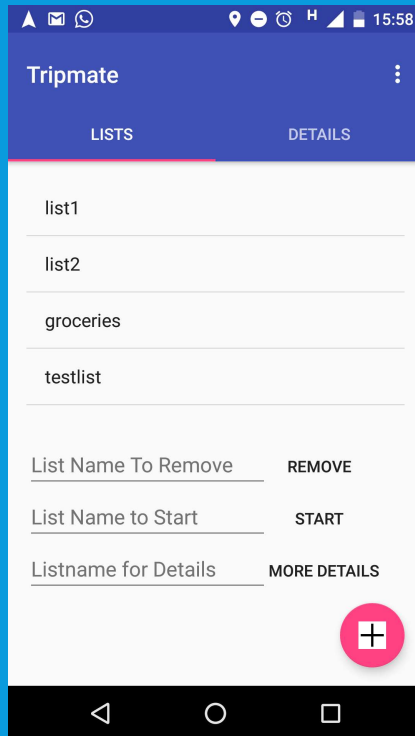 H 15:58
Tripmate
LISTS DETAILS
list1
list2
groceries
testlist
List Name To Remove REMOVE
List Name to Start START
Listname for Details MORE DETAILS